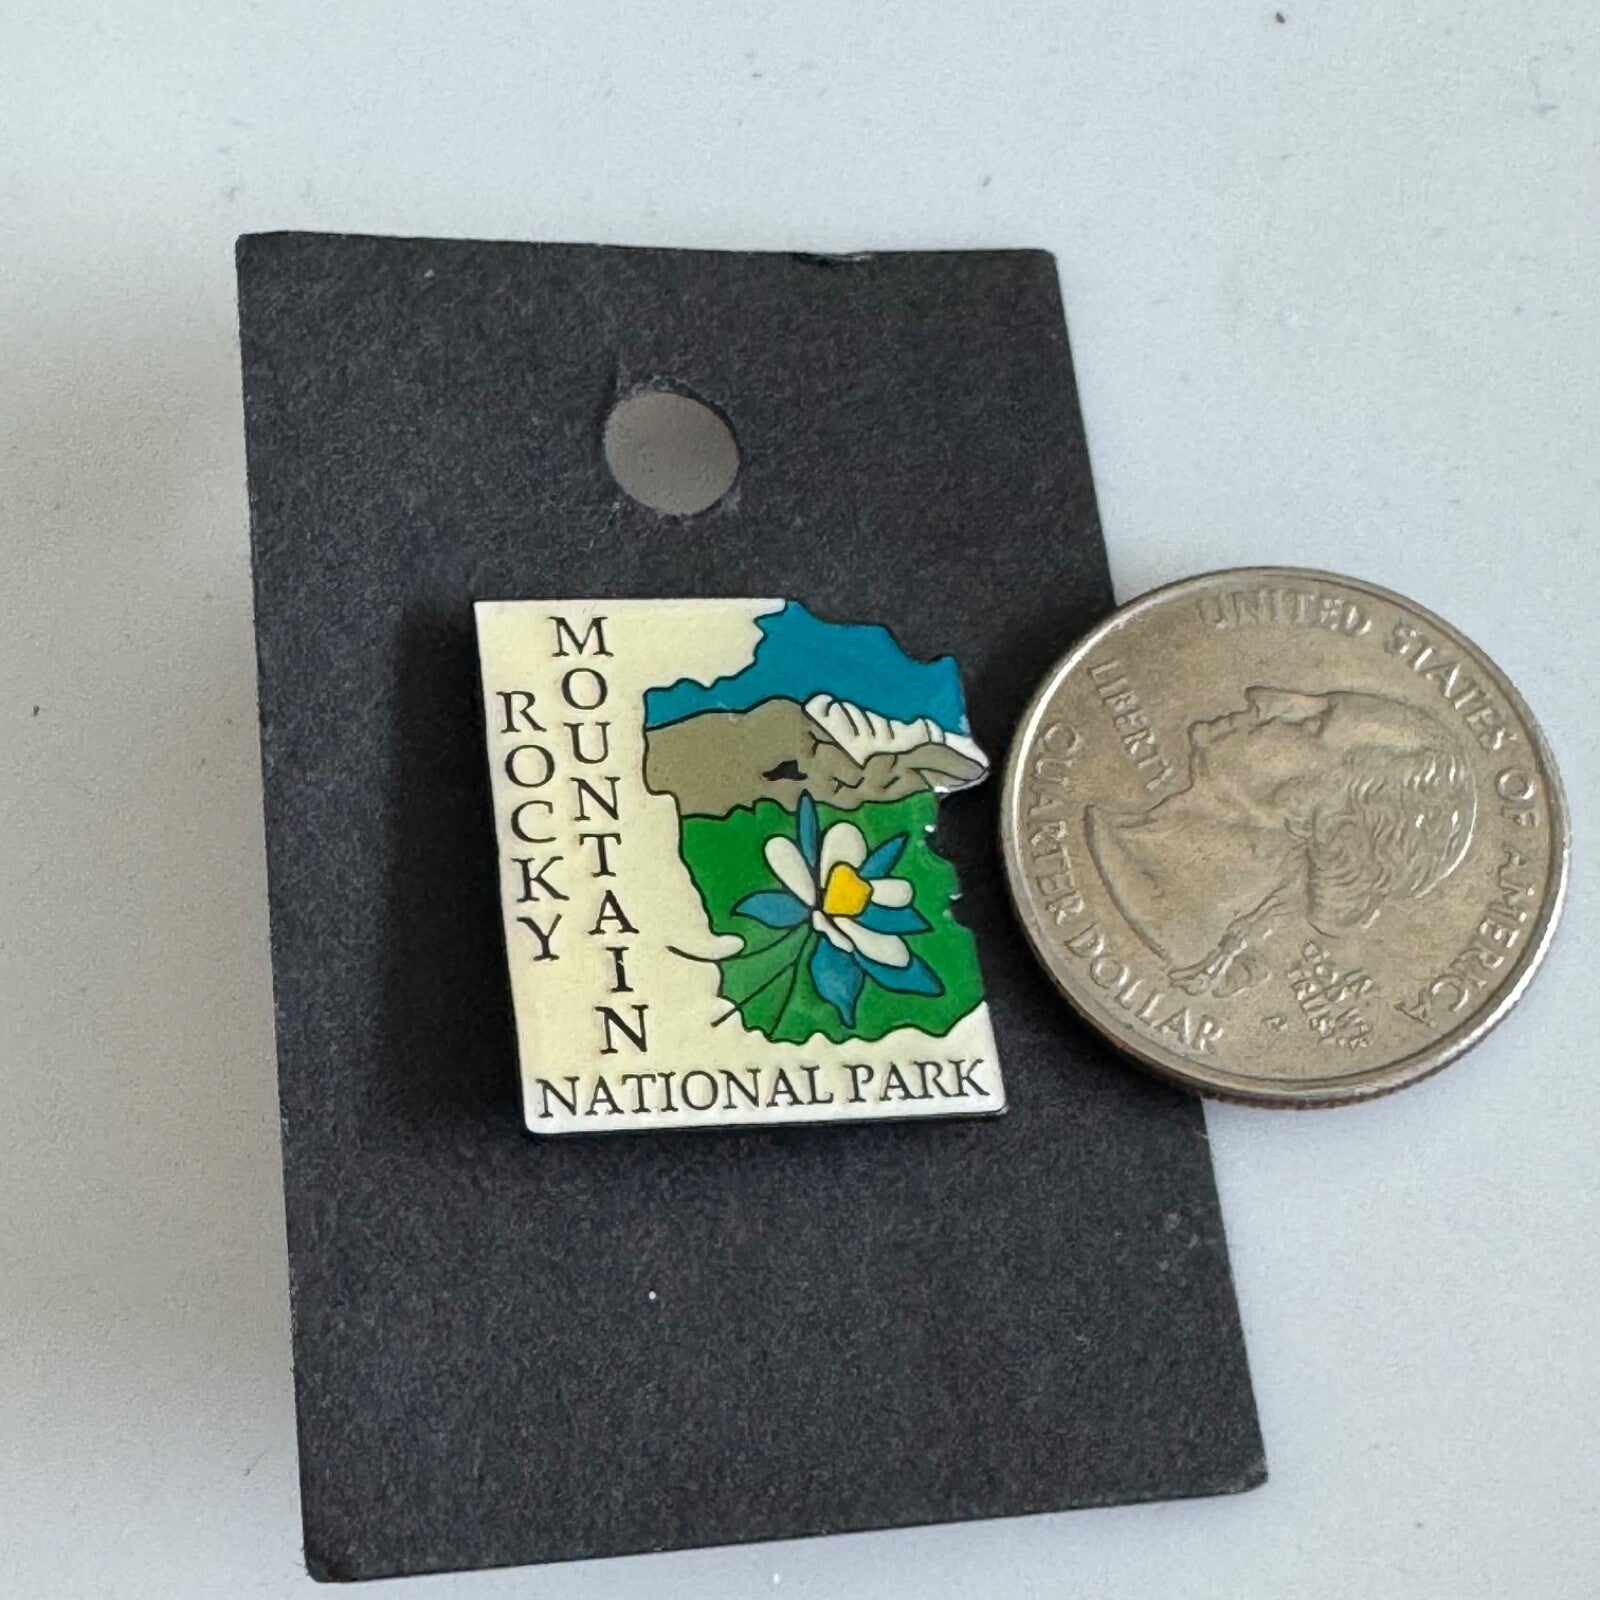 ROCKY
MOUNTAIN
NATIONAL PARK
UNITED STATES OF AMERICA
LIBERTY
IN
GOD WE
TRUST
QUARTER DOLLAR